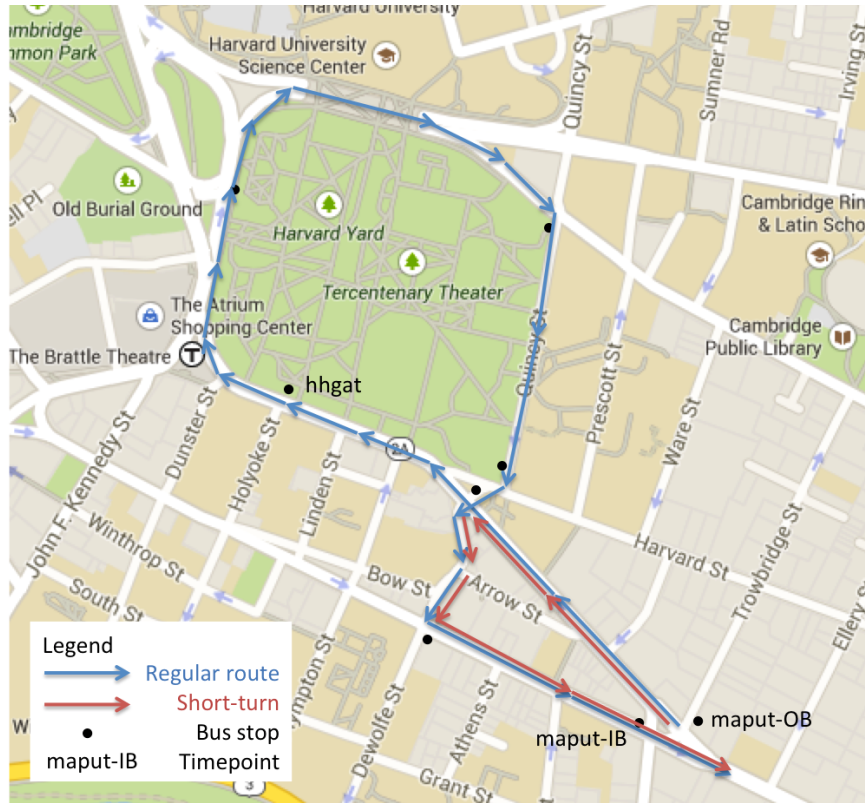 Harvard University
Cambridge
mmon Park
Harvard University
Science Center
Quincy St
Sumner Rd
Irving St
Old Burial Ground
ell Pl
Harvard Yard
Tercentenary Theater
Cambridge Rin
& Latin Scho
The Atrium
Shopping Center
The Brattle Theatre
T
hhgat
Quincy St
Prescott St
Cambridge
Public Library
Ware St
2A
John F. Kennedy St
Dunster St
Holyoke St
Linden St
Winthrop St
South St
Bow St
Arrow St
Harvard St
Trowbridge St
Ellery S
Legend
Regular route
Short-turn
Bus stop
maput-IB Timepoint
W
mpton St
Dewolfe St
Athens St
maput-IB
maput-OB
Grant St
3